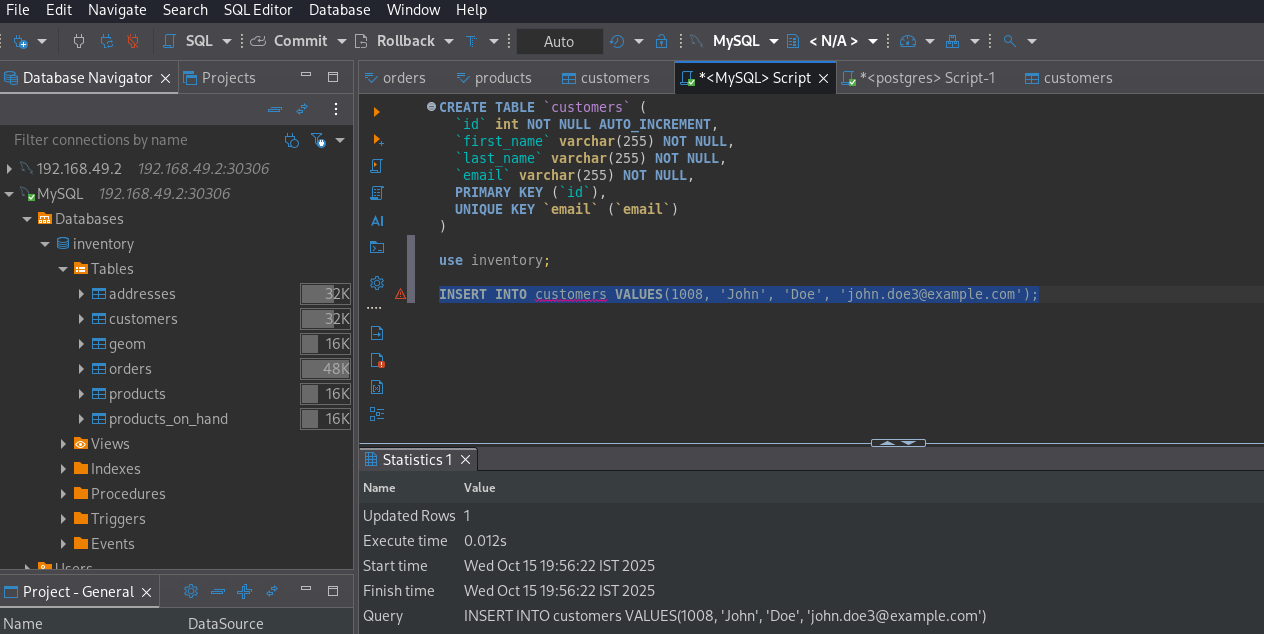 File Edit Navigate Search SQL Editor Database Window Help
SQL Commit Rollback T Auto MySQL < N/A >
Database Navigator Projects
Filter connections by name
192.168.49.2 192.168.49.2:30306
MySQL 192.168.49.2:30306
Databases
inventory
Tables
addresses 32K
customers 32K
geom 16K
orders 48K
products 16K
products_on_hand 16K
Views
Indexes
Procedures
Triggers
Events
Users
Project - General
Name DataSource
orders products customers *<MySQL> Script *<postgres> Script-1 customers
AI
CREATE TABLE `customers` (
`id` int NOT NULL AUTO_INCREMENT,
`first_name` varchar(255) NOT NULL,
`last_name` varchar(255) NOT NULL,
`email` varchar(255) NOT NULL,
PRIMARY KEY (`id`),
UNIQUE KEY `email` (`email`)
)
use inventory;
INSERT INTO customers VALUES(1008, 'John', 'Doe', 'john.doe3@example.com');
Statistics 1
Name Value
Updated Rows 1
Execute time 0.012s
Start time Wed Oct 15 19:56:22 IST 2025
Finish time Wed Oct 15 19:56:22 IST 2025
Query INSERT INTO customers VALUES(1008, 'John', 'Doe', 'john.doe3@example.com')